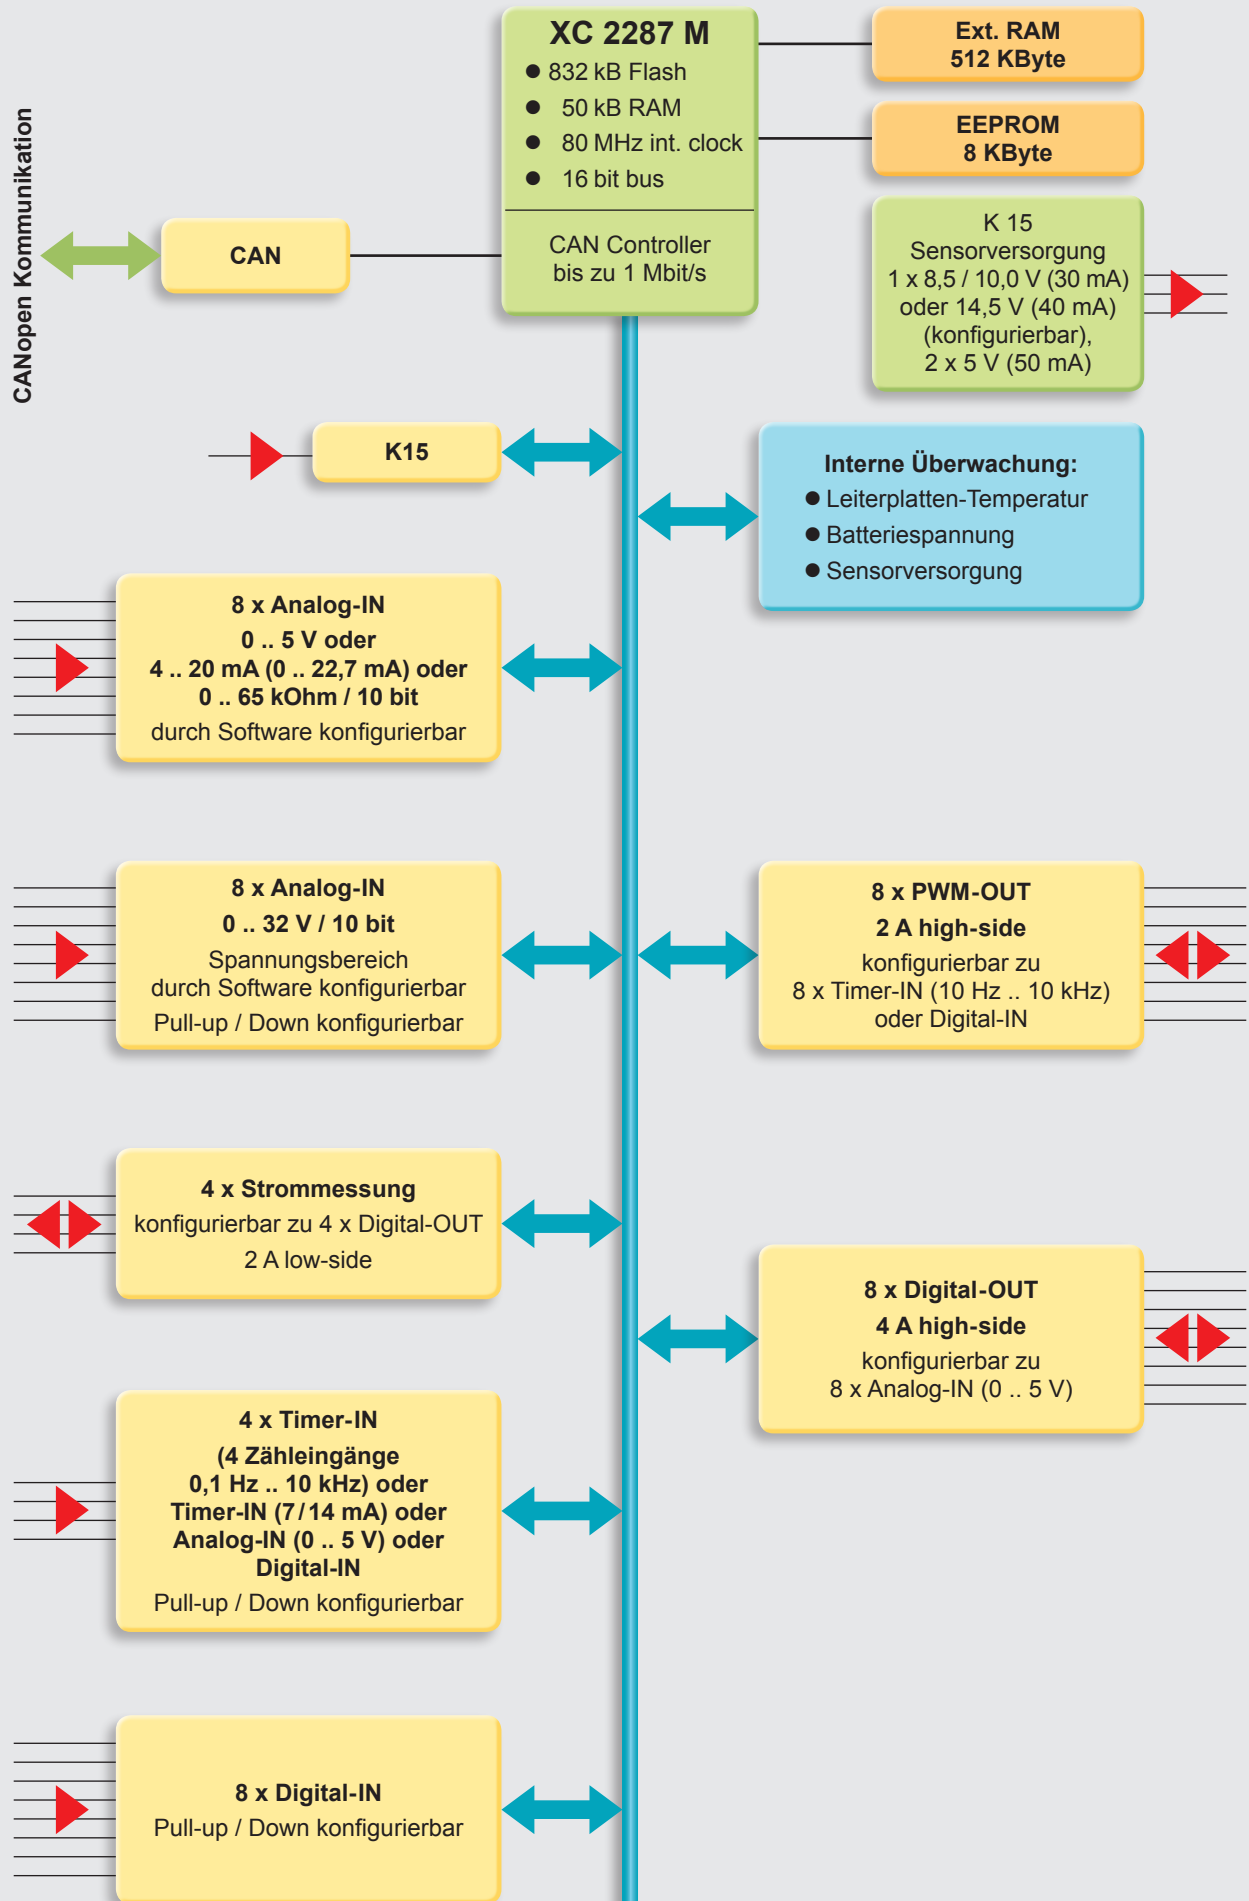 XC 2287 M
● 832 kB Flash
● 50 kB RAM
● 80 MHz int. clock
● 16 bit bus
CAN Controller
bis zu 1 Mbit/s
Ext. RAM
512 KByte
EEPROM
8 KByte
CANopen Kommunikation
CAN
K 15
Sensorversorgung
1 x 8,5 / 10,0 V (30 mA)
oder 14,5 V (40 mA)
(konfigurierbar),
2 x 5 V (50 mA)
K15
Interne Überwachung:
● Leiterplatten-Temperatur
● Batteriespannung
● Sensorversorgung
8 x Analog-IN
0 .. 5 V oder
4 .. 20 mA (0 .. 22,7 mA) oder
0 .. 65 kOhm / 10 bit
durch Software konfigurierbar
8 x Analog-IN
0 .. 32 V / 10 bit
Spannungsbereich
durch Software konfigurierbar
Pull-up / Down konfigurierbar
8 x PWM-OUT
2 A high-side
konfigurierbar zu
8 x Timer-IN (10 Hz .. 10 kHz)
oder Digital-IN
4 x Strommessung
konfigurierbar zu 4 x Digital-OUT
2 A low-side
8 x Digital-OUT
4 A high-side
konfigurierbar zu
8 x Analog-IN (0 .. 5 V)
4 x Timer-IN
(4 Zähleingänge
0,1 Hz .. 10 kHz) oder
Timer-IN (7 / 14 mA) oder
Analog-IN (0 .. 5 V) oder
Digital-IN
Pull-up / Down konfigurierbar
8 x Digital-IN
Pull-up / Down konfigurierbar